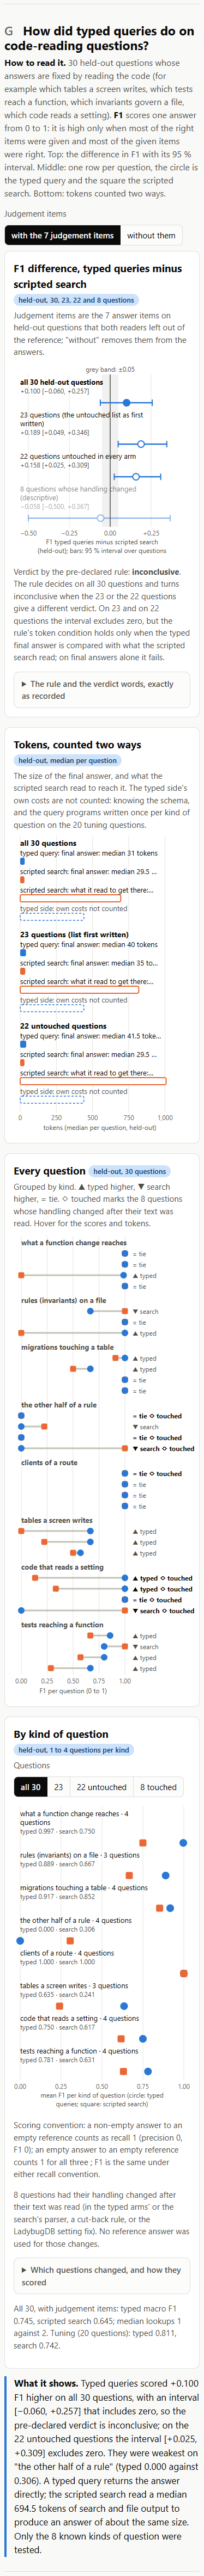 G How did typed queries do on
code-reading questions?
How to read it. 30 held-out questions whose
answers are fixed by reading the code (for
example which tables a screen writes, which tests
reach a function, which invariants govern a file,
which code reads a setting). F1 scores one answer
from 0 to 1: it is high only when most of the right
items were given and most of the given items
were right. Top: the difference in F1 with its 95 %
interval. Middle: one row per question, the circle is
the typed query and the square the scripted
search. Bottom: tokens counted two ways.
Judgement items
with the 7 judgement items without them
F1 difference, typed queries minus
scripted search
held-out, 30, 23, 22 and 8 questions
Judgement items are the 7 answer items on
held-out questions that both readers left out of
the reference; "without" removes them from the
answers.
grey band: ±0.05
all 30 held-out questions
+0.100 [−0.060, +0.257]
23 questions (the untouched list as first
written)
+0.189 [+0.049, +0.346]
22 questions untouched in every arm
+0.158 [+0.025, +0.309]
8 questions whose handling changed
(descriptive)
−0.058 [−0.500, +0.367]
−0.50 −0.25 0.00 +0.25
F1 typed queries minus scripted search
(held-out; bars: 95 % interval over questions)
Verdict by the pre-declared rule: inconclusive.
The rule decides on all 30 questions and turns
inconclusive when the 23 or the 22 questions
give a different verdict. On 23 and on 22
questions the interval excludes zero, but the
rule's token condition holds only when the typed
answer is compared with what the scripted
search read; on final answers alone it fails.
▶ The rule and the verdict words, exactly
as recorded
Tokens, counted two ways
held-out, median per question
The size of the final answer, and what the
scripted search read to reach it. The typed side's
own costs are not counted: knowing the schema,
and the query programs written once per kind of
question on the 20 tuning questions.
all 30 questions
typed query: final answer: median 31 tokens
scripted search: final answer: median 29.5 ...
scripted search: what it read to get there:...
typed side: own costs not counted
23 questions (list first written)
typed query: final answer: median 40 tokens
scripted search: final answer: median 35 to...
scripted search: what it read to get there:...
typed side: own costs not counted
22 untouched questions
typed query: final answer: median 41.5 toke...
scripted search: final answer: median 29.5 ...
scripted search: what it read to get there:...
typed side: own costs not counted
0 250 500 750 1,000
tokens (median per question, held-out)
Every question held-out, 30 questions
Grouped by kind. ▲ typed higher, ▼ search
higher, = tie. ◇ touched marks the 8 questions
whose handling changed after their text was
read. Hover for the scores and tokens.
what a function change reaches
= tie
= tie
= tie
▲ typed
rules (invariants) on a file
▼ search
= tie
▲ typed
migrations touching a table
▲ typed
▲ typed
= tie
= tie
the other half of a rule
= tie ◇ touched
▼ search
= tie ◇ touched
▼ search ◇ touched
clients of a route
= tie ◇ touched
= tie
= tie
= tie
tables a screen writes
▲ typed
▲ typed
▲ typed
code that reads a setting
▲ typed ◇ touched
▲ typed ◇ touched
= tie ◇ touched
▼ search ◇ touched
tests reaching a function
▲ typed
▼ search
▲ typed
▲ typed
0.00 0.25 0.50 0.75 1.00
F1 per question (0 to 1)
By kind of question
held-out, 1 to 4 questions per kind
Questions
all 30 23 22 untouched 8 touched
what a function change reaches · 4
questions
typed 0.997 · search 0.750
rules (invariants) on a file · 3 questions
typed 0.889 · search 0.667
migrations touching a table · 4 questions
typed 0.917 · search 0.852
the other half of a rule · 4 questions
typed 0.000 · search 0.306
clients of a route · 4 questions
typed 1.000 · search 1.000
tables a screen writes · 3 questions
typed 0.635 · search 0.241
code that reads a setting · 4 questions
typed 0.750 · search 0.617
tests reaching a function · 4 questions
typed 0.781 · search 0.631
0.00 0.25 0.50 0.75 1.00
mean F1 per kind of question (circle: typed
queries; square: scripted search)
Scoring convention: a non-empty answer to an
empty reference counts as recall 1 (precision 0,
F1 0); an empty answer to an empty reference
counts 1 for all three ; F1 is the same under
either recall convention.
8 questions had their handling changed after
their text was read (in the typed arms' or the
search's parser, a cut-back rule, or the
LadybugDB setting fix). No reference answer was
used for those changes.
▶ Which questions changed, and how they
scored
All 30, with judgement items: typed macro F1
0.745, scripted search 0.645; median lookups 1
against 2. Tuning (20 questions): typed 0.811,
search 0.742.
What it shows. Typed queries scored +0.100
F1 higher on all 30 questions, with an interval
[−0.060, +0.257] that includes zero, so the
pre-declared verdict is inconclusive; on the
22 untouched questions the interval [+0.025,
+0.309] excludes zero. They were weakest on
"the other half of a rule" (typed 0.000 against
0.306). A typed query returns the answer
directly; the scripted search read a median
694.5 tokens of search and file output to
produce an answer of about the same size.
Only the 8 known kinds of question were
tested.